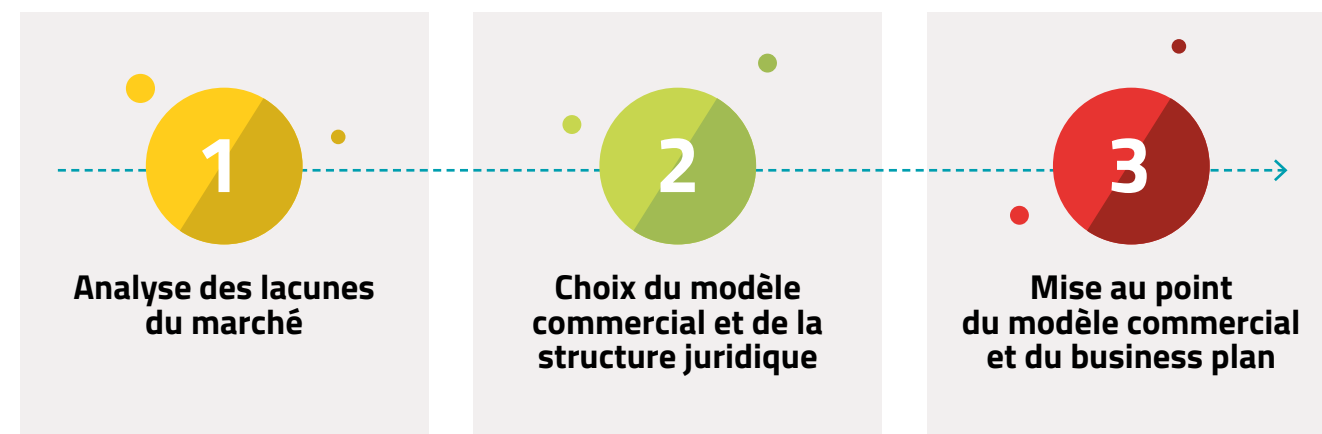 1
Analyse des lacunes
du marché
2
Choix du modèle
commercial et de la
structure juridique
3
Mise au point
du modèle commercial
et du business plan